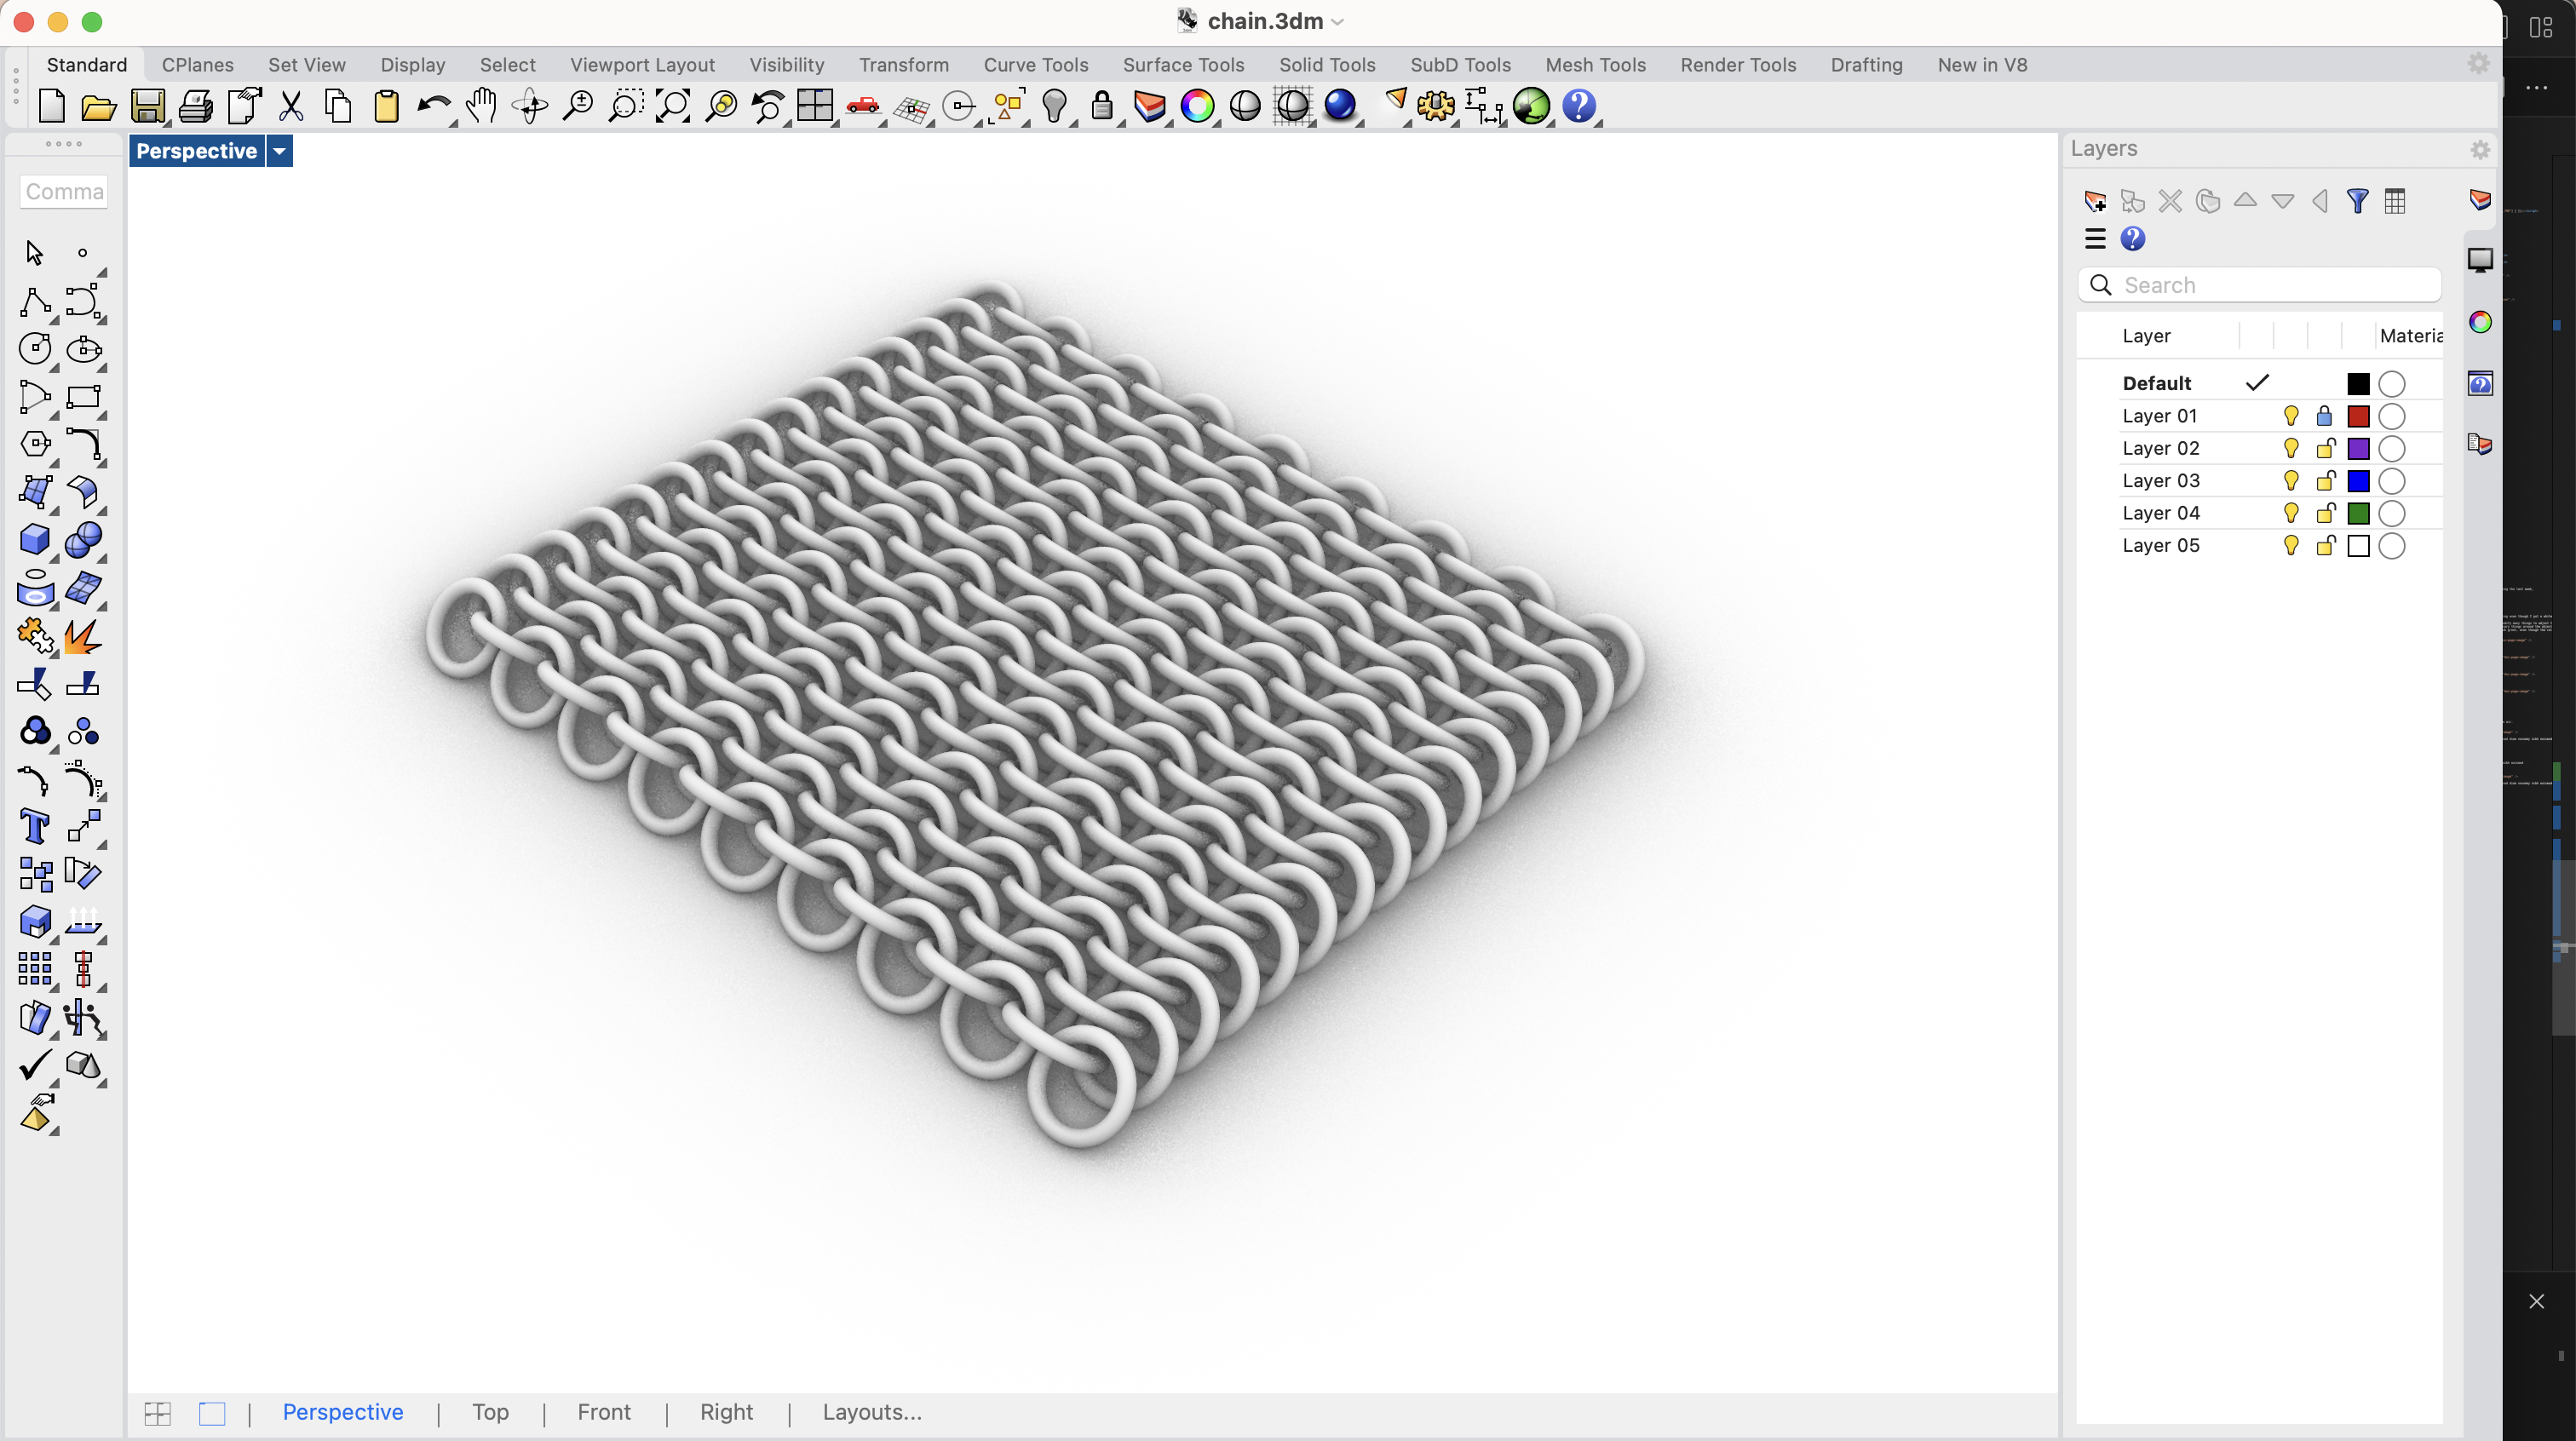 chain.3dm
Standard CPlanes Set View Display Select Viewport Layout Visibility Transform Curve Tools Surface Tools Solid Tools SubD Tools Mesh Tools Render Tools Drafting New in V8
Perspective
Comma
Layers
Search
Layer Materia
Default
Layer 01
Layer 02
Layer 03
Layer 04
Layer 05
Perspective | Top | Front | Right | Layouts...